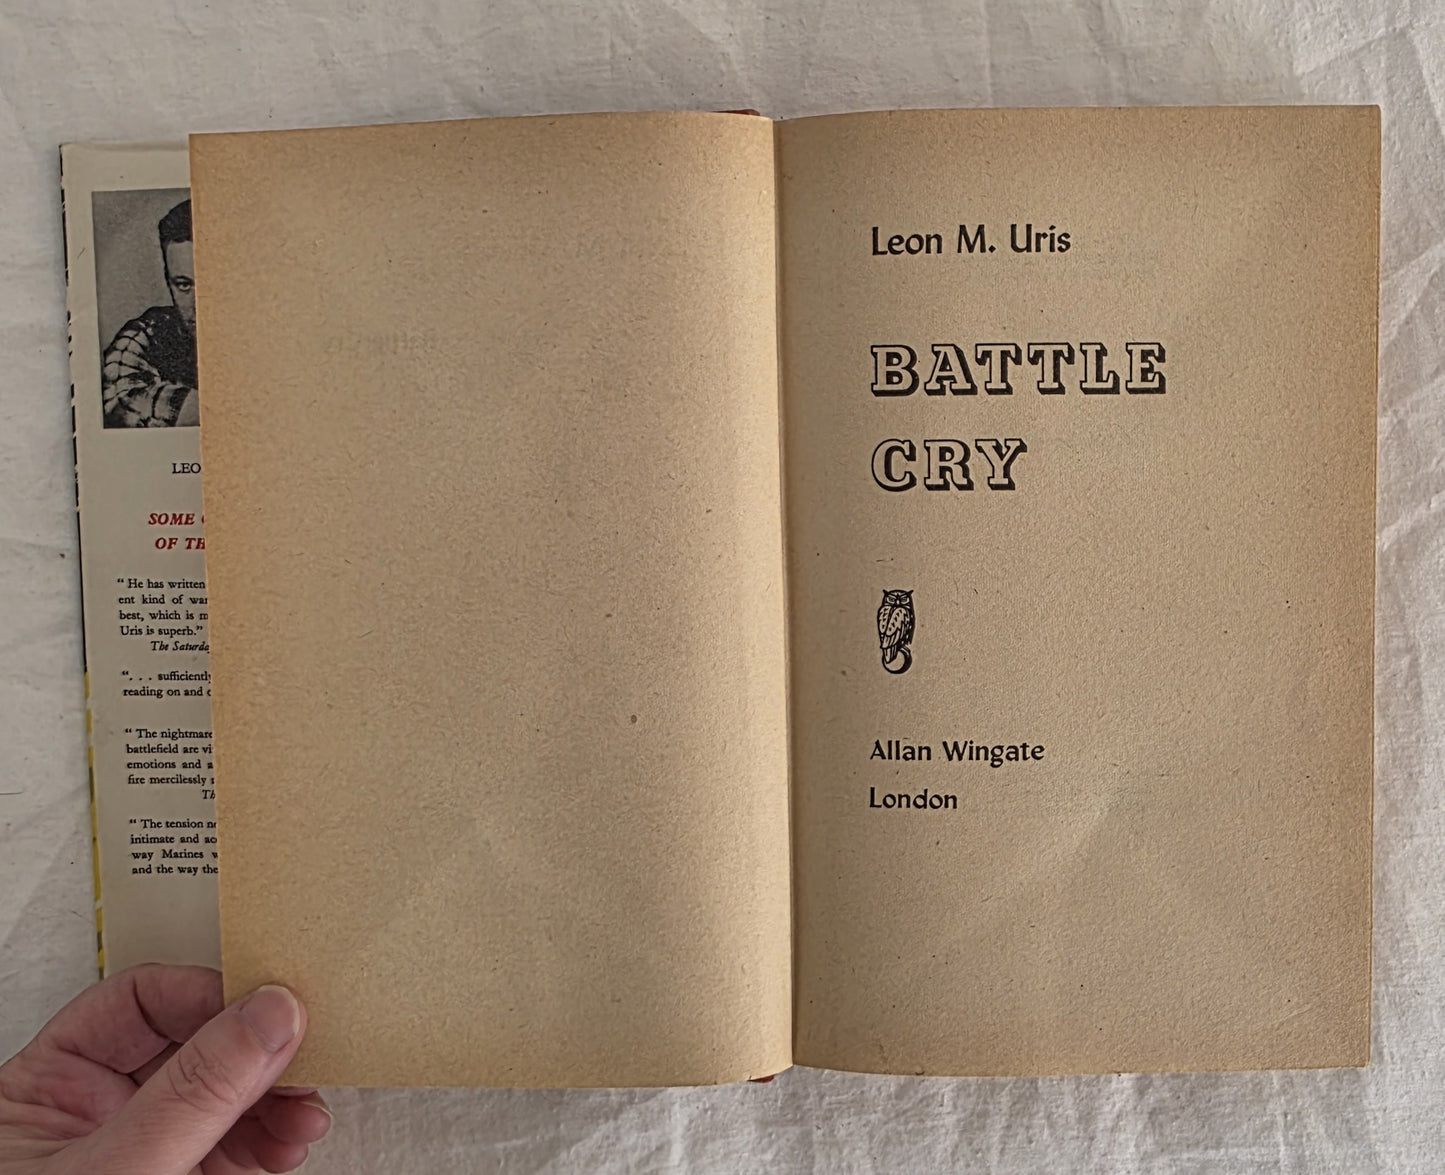 LEO
SOME
OF TH
“ He has written
ent kind of war
best, which is m
Uris is superb.”
The Saturda
“. . . sufficiently
reading on and
“ The nightmare
battlefield are vi
emotions and a
fire mercilessly
Th
“ The tension no
intimate and ac
way Marines w
and the way the
Leon M. Uris
BATTLE
CRY
Allan Wingate
London